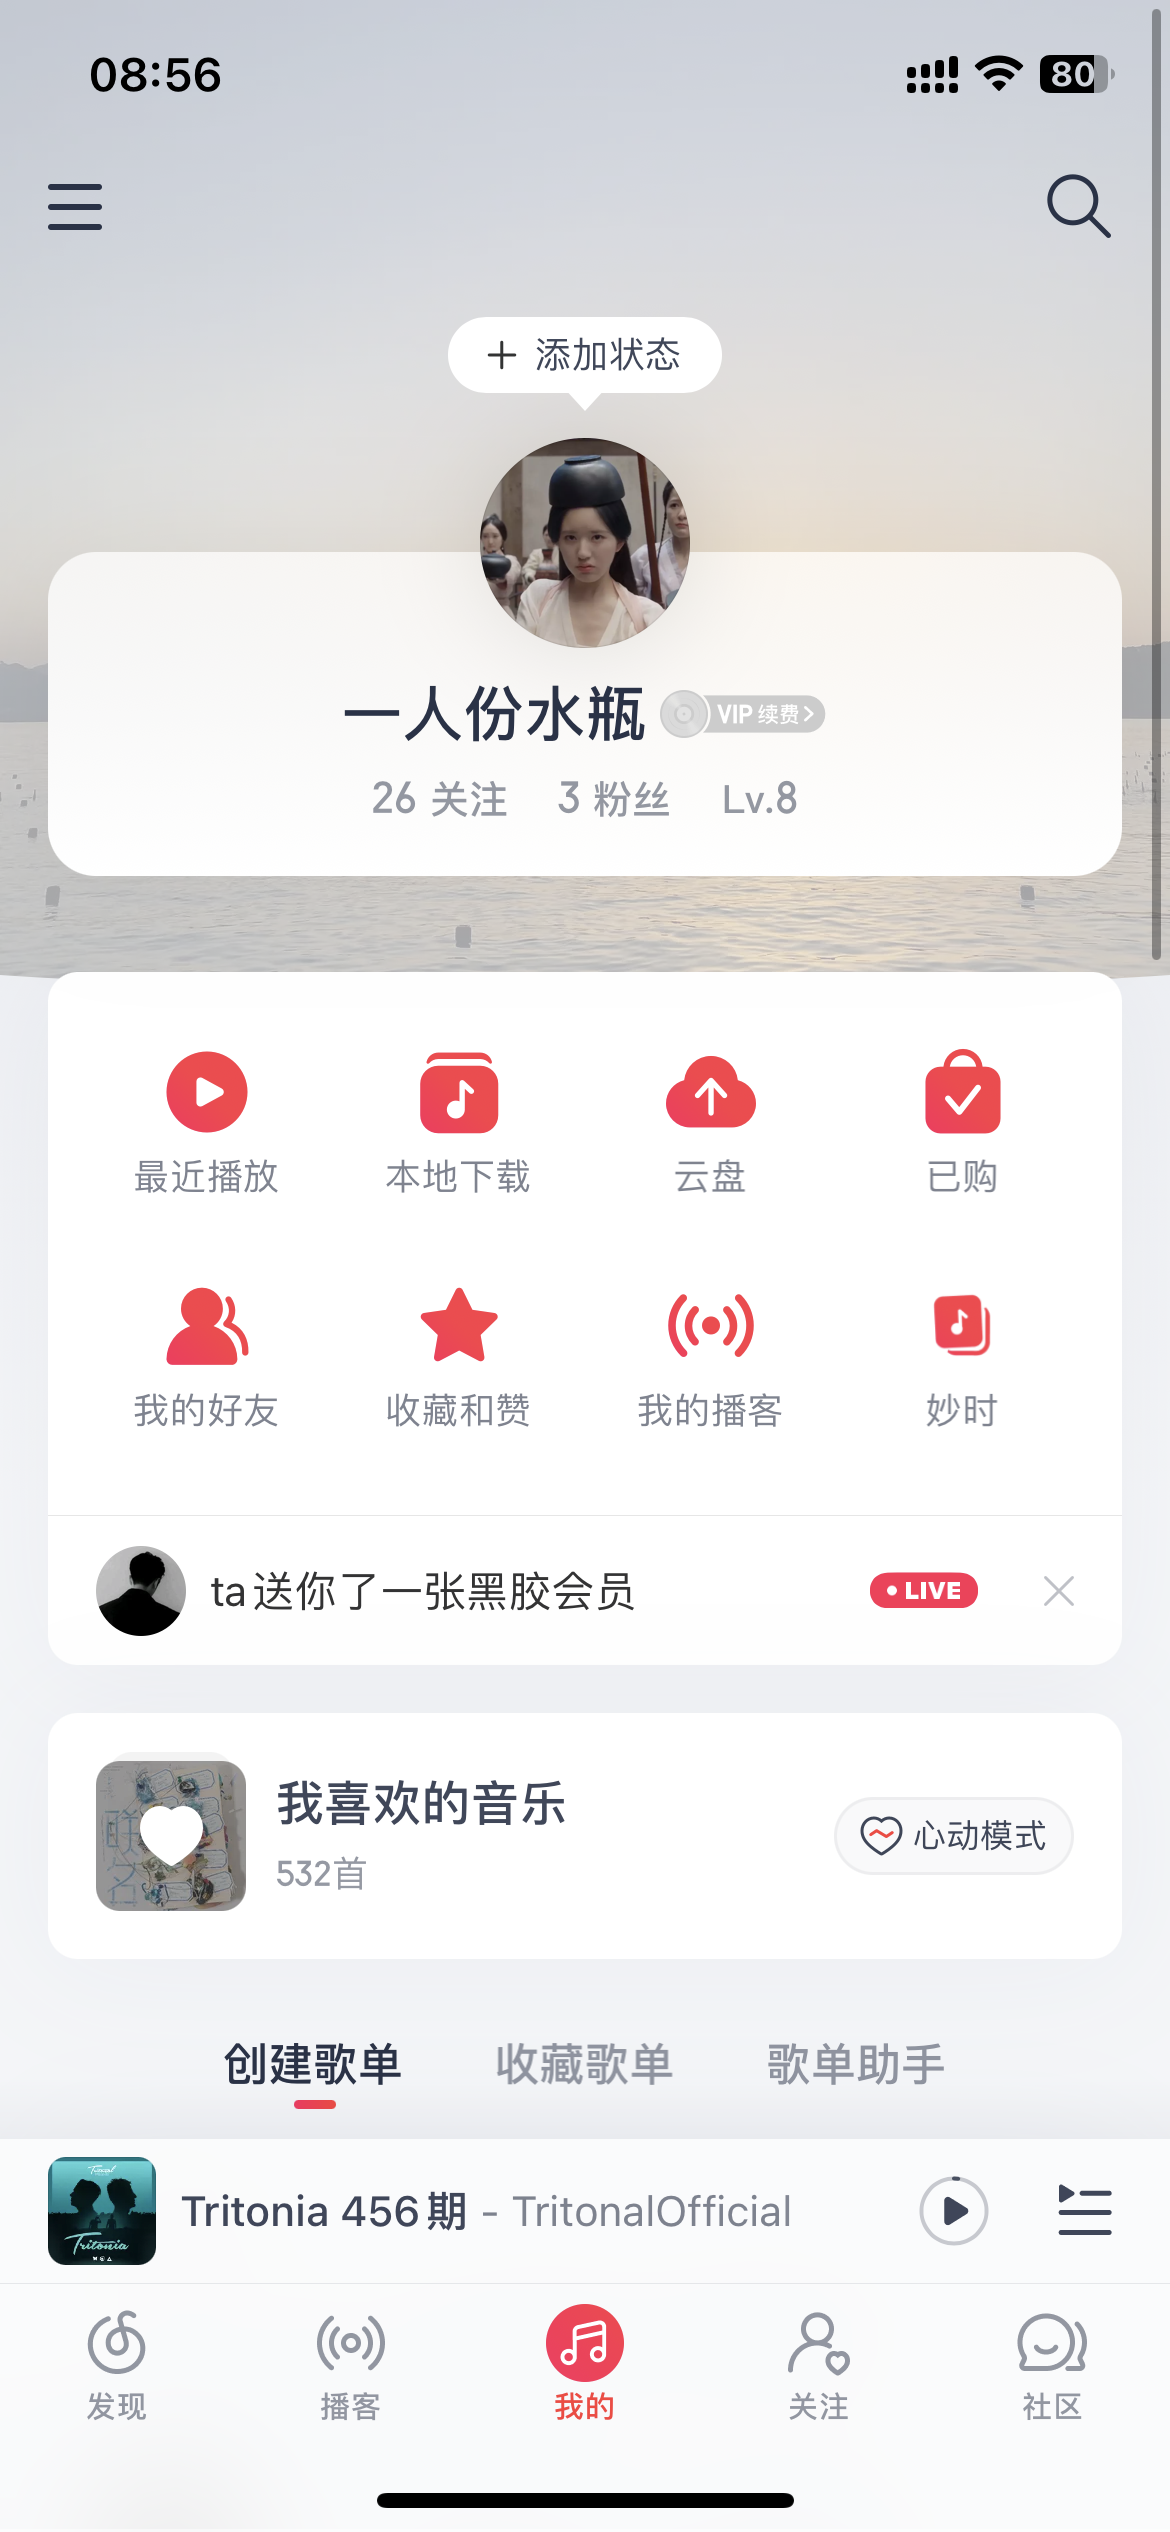 08:56
80
添加状态
一人份水瓶
VIP 续费
26 关注 3 粉丝 Lv.8
最近播放 本地下载 云盘 已购
我的好友 收藏和赞 我的播客 妙时
ta送你了一张黑胶会员
LIVE
我喜欢的音乐
532首
心动模式
创建歌单 收藏歌单 歌单助手
Tritonal
Tritonia
Tritonia 456期 - TritonalOfficial
发现 播客 我的 关注 社区